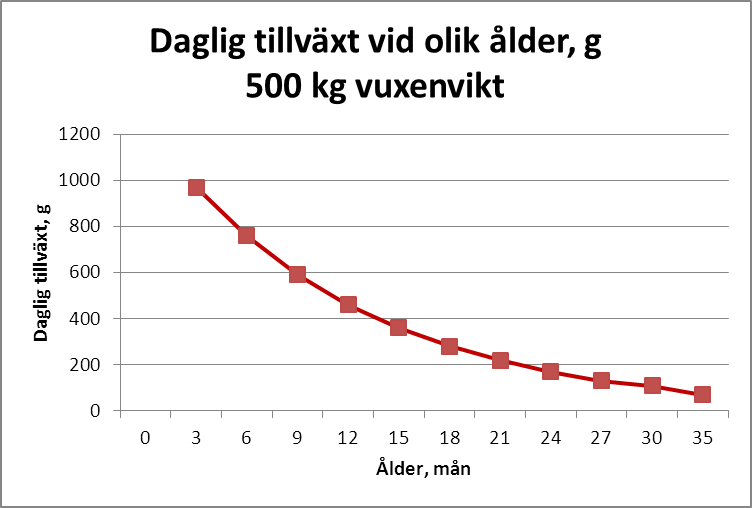 Daglig tillväxt vid olik ålder, g
500 kg vuxenvikt
1200
1000
800
600
400
200
0
Daglig tillväxt, g
0 3 6 9 12 15 18 21 24 27 30 35
Ålder, mån